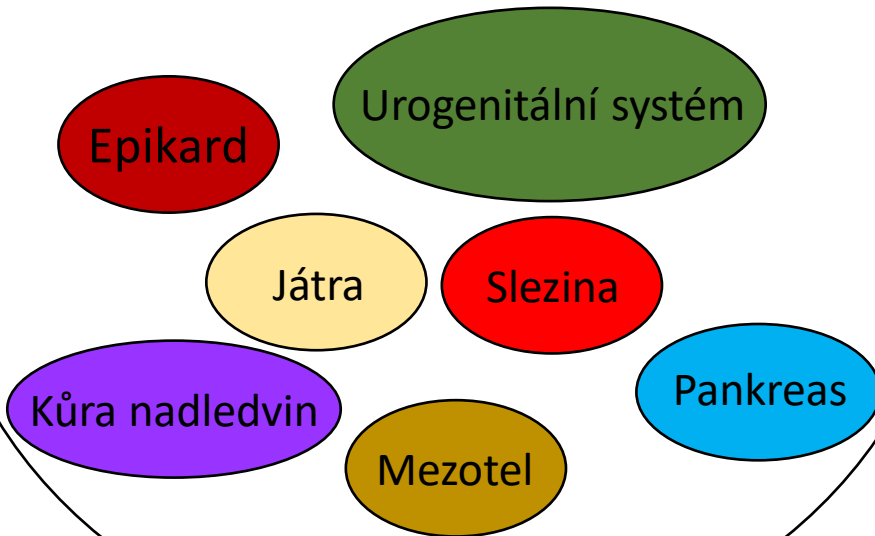 Urogenitální systém
Epikard
Játra
Slezina
Pankreas
Kůra nadledvin
Mezotel